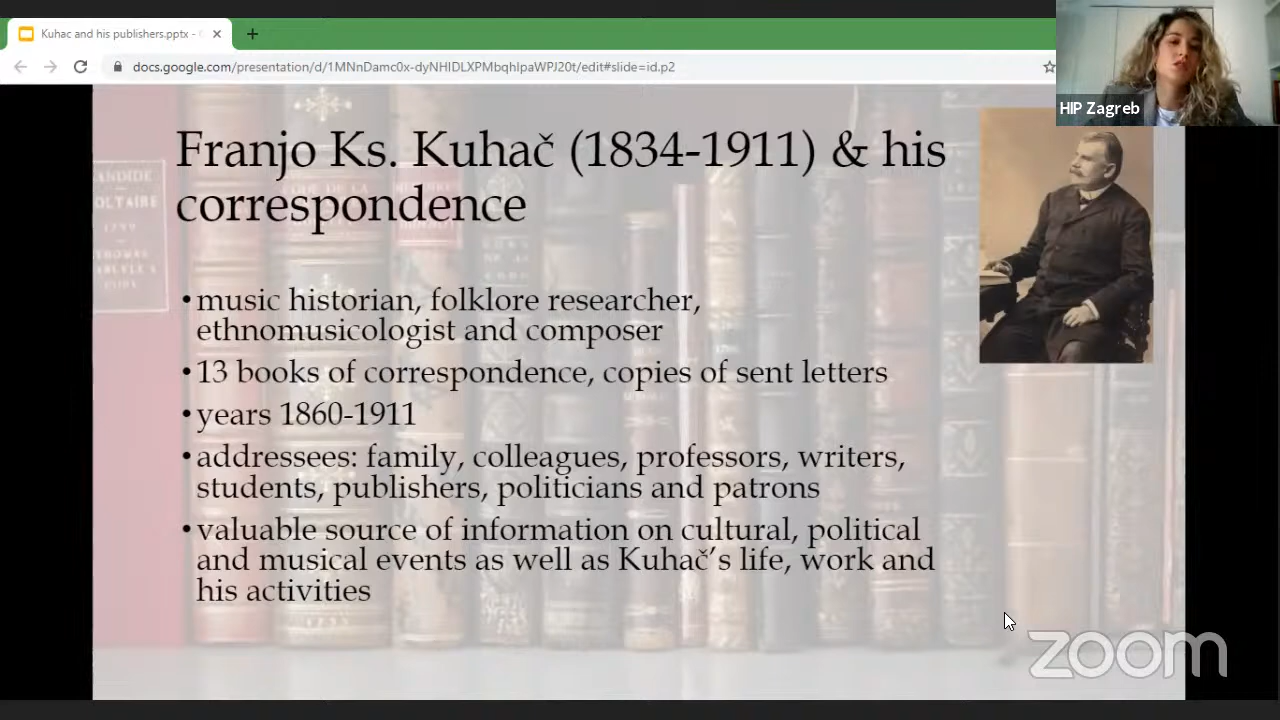 Kuhac and his publishers.pptx -
docs.google.com/presentation/d/1MNnDamc0x-dyNHIDLXPMbqhIpaWPJ20t/edit#slide=id.p2
HIP Zagreb
Franjo Ks. Kuhač (1834-1911) & his
correspondence
•music historian, folklore researcher,
ethnomusicologist and composer
•13 books of correspondence, copies of sent letters
•years 1860-1911
•addressees: family, colleagues, professors, writers,
students, publishers, politicians and patrons
•valuable source of information on cultural, political
and musical events as well as Kuhač’s life, work and
his activities
zoom